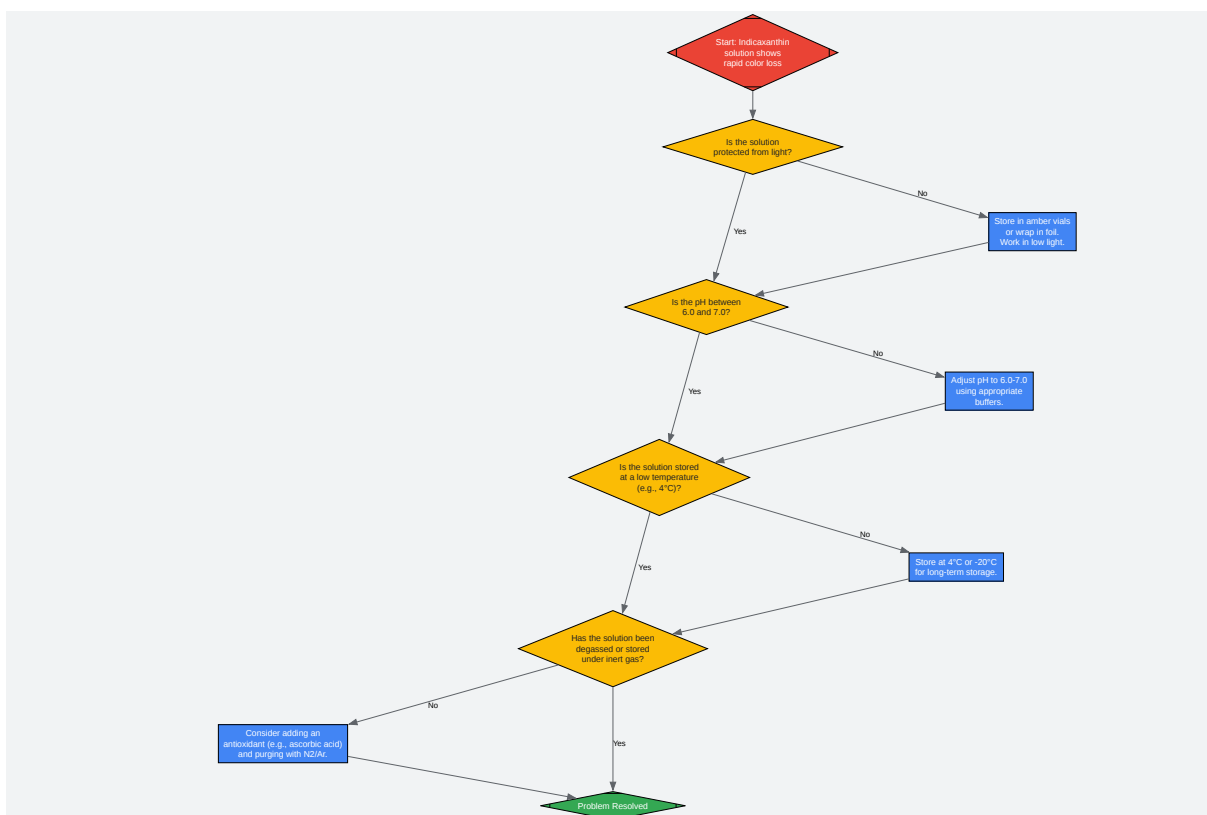 Start: Indicaxanthin
solution shows
rapid color loss
Is the solution
protected from light?
No
Store in amber vials
or wrap in foil.
Work in low light.
Yes
Is the pH between
6.0 and 7.0?
No
Adjust pH to 6.0-7.0
using appropriate
buffers.
Yes
Is the solution stored
at a low temperature
(e.g., 4°C)?
No
Store at 4°C or -20°C
for long-term storage.
Yes
Has the solution been
degassed or stored
under inert gas?
No
Consider adding an
antioxidant (e.g., ascorbic acid)
and purging with N2/Ar.
Yes
Problem Resolved